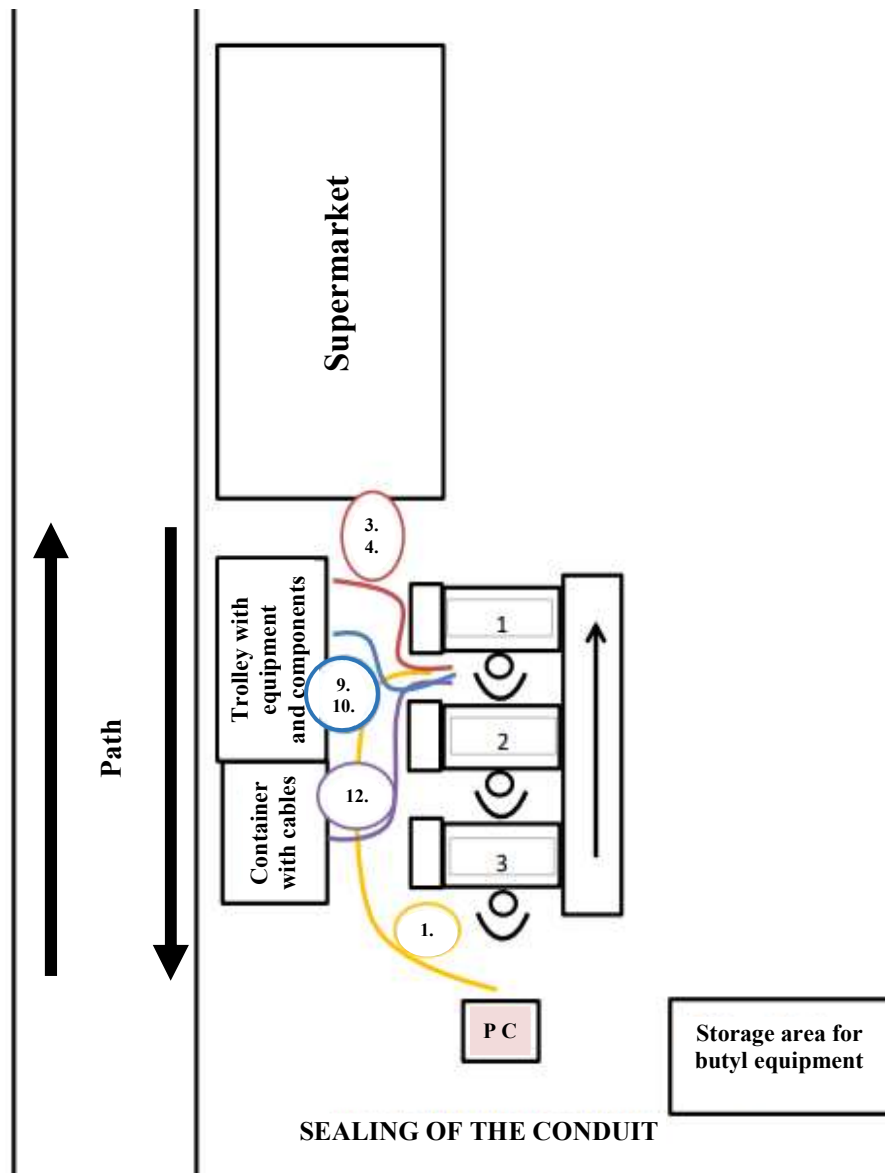 Supermarket
3.
4.
Trolley with
equipment
and components
1
9.
10.
2
Path
Container
with cables
12.
3
1.
P C
Storage area for
butyl equipment
SEALING OF THE CONDUIT